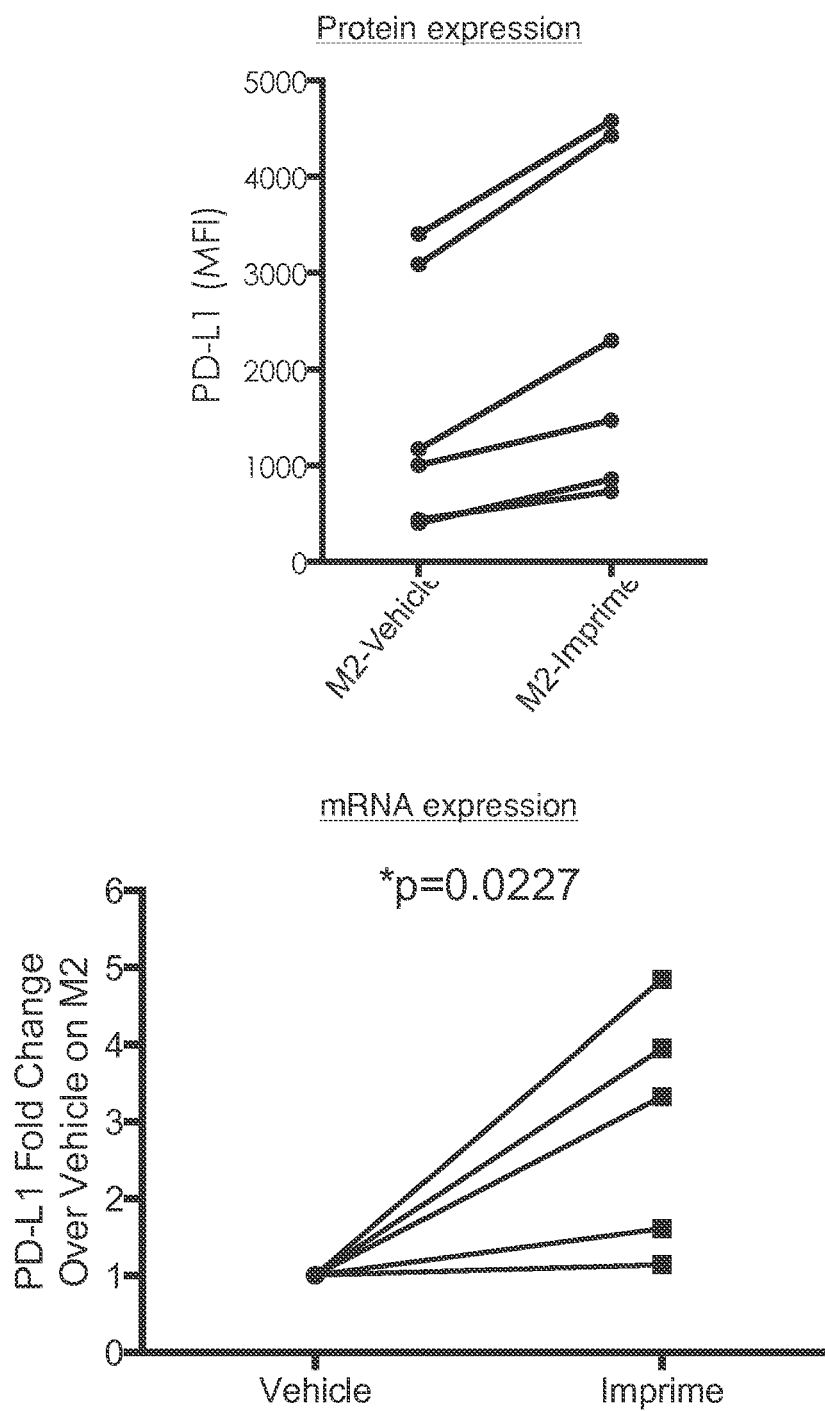 Protein expression
5000
4000
3000
2000
1000
0
PD-L1 (MFI)
M2-Vehicle
M2-Imprime
mRNA expression
*p=0.0227
6
5
4
3
2
1
0
PD-L1 Fold Change
Over Vehicle on M2
Vehicle
Imprime